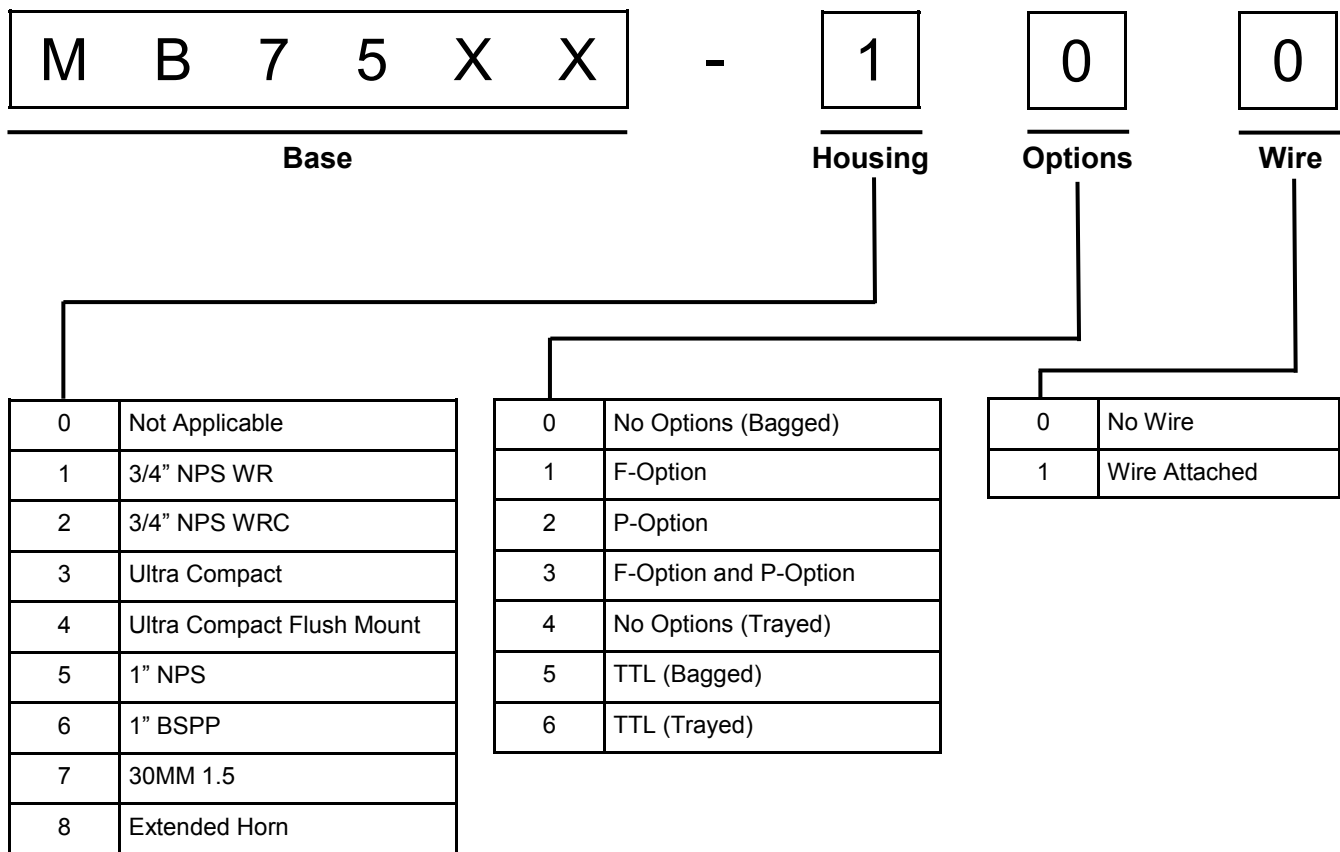 M B 7 5 X X - 1 0 0
Base Housing Options Wire
0 Not Applicable
1 3/4” NPS WR
2 3/4” NPS WRC
3 Ultra Compact
4 Ultra Compact Flush Mount
5 1” NPS
6 1” BSPP
7 30MM 1.5
8 Extended Horn
0 No Options (Bagged)
1 F-Option
2 P-Option
3 F-Option and P-Option
4 No Options (Trayed)
5 TTL (Bagged)
6 TTL (Trayed)
0 No Wire
1 Wire Attached